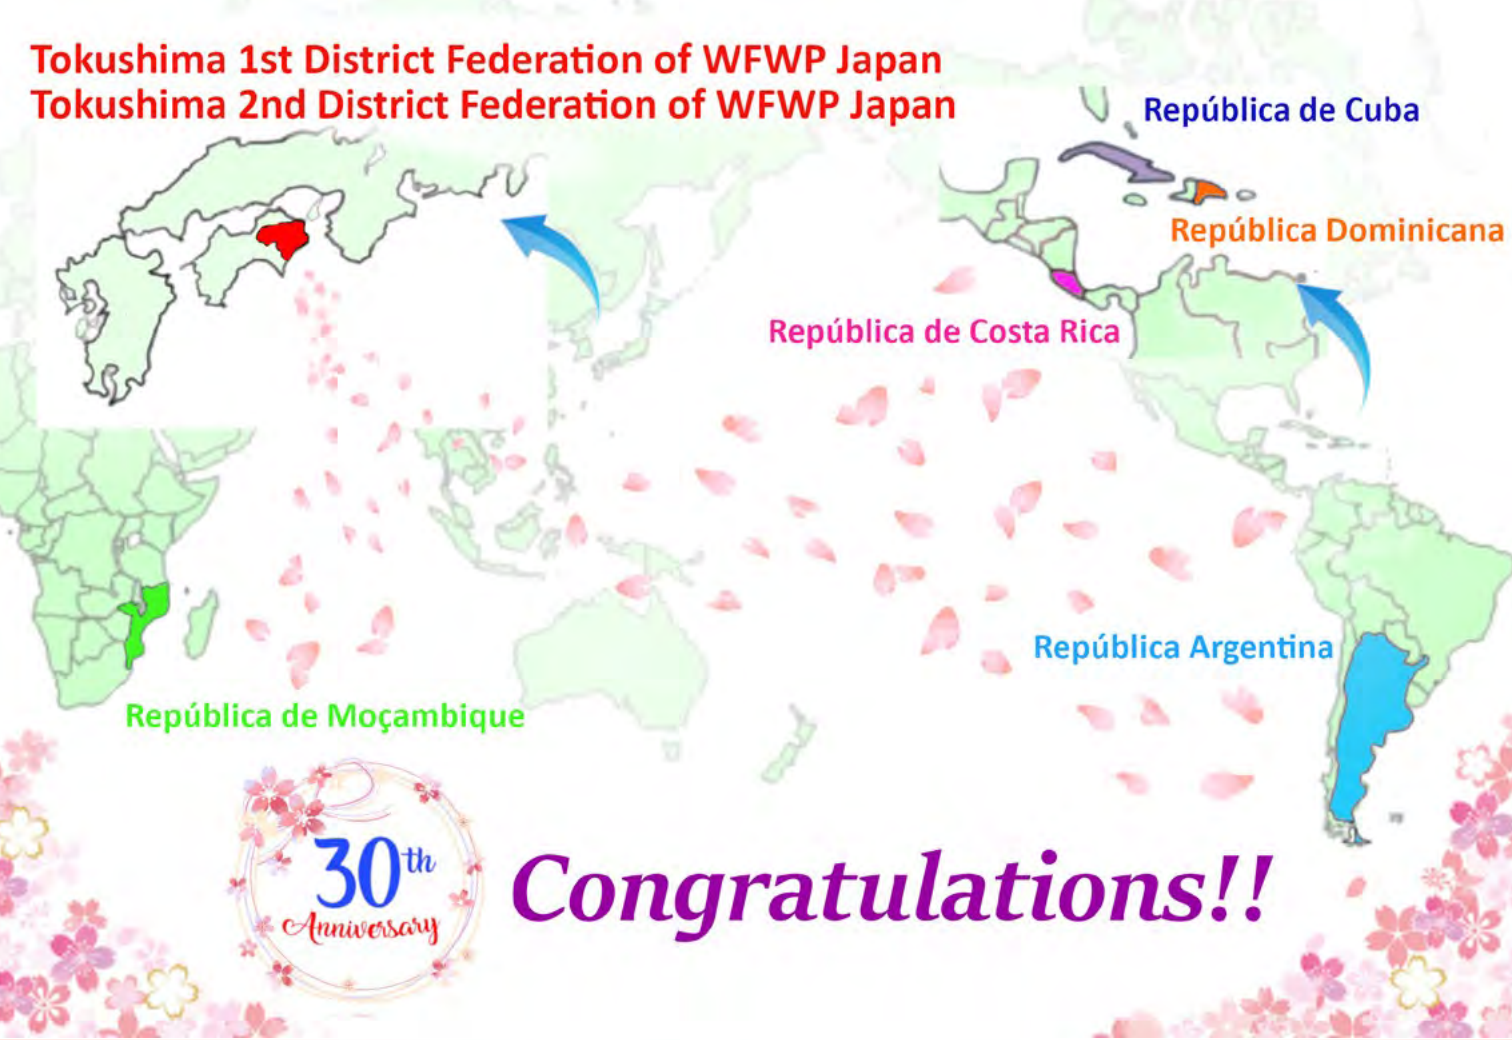 Tokushima 1st District Federation of WFWP Japan
Tokushima 2nd District Federation of WFWP Japan
República de Cuba
República Dominicana
República de Costa Rica
República Argentina
República de Moçambique
30th
Anniversary
Congratulations!!